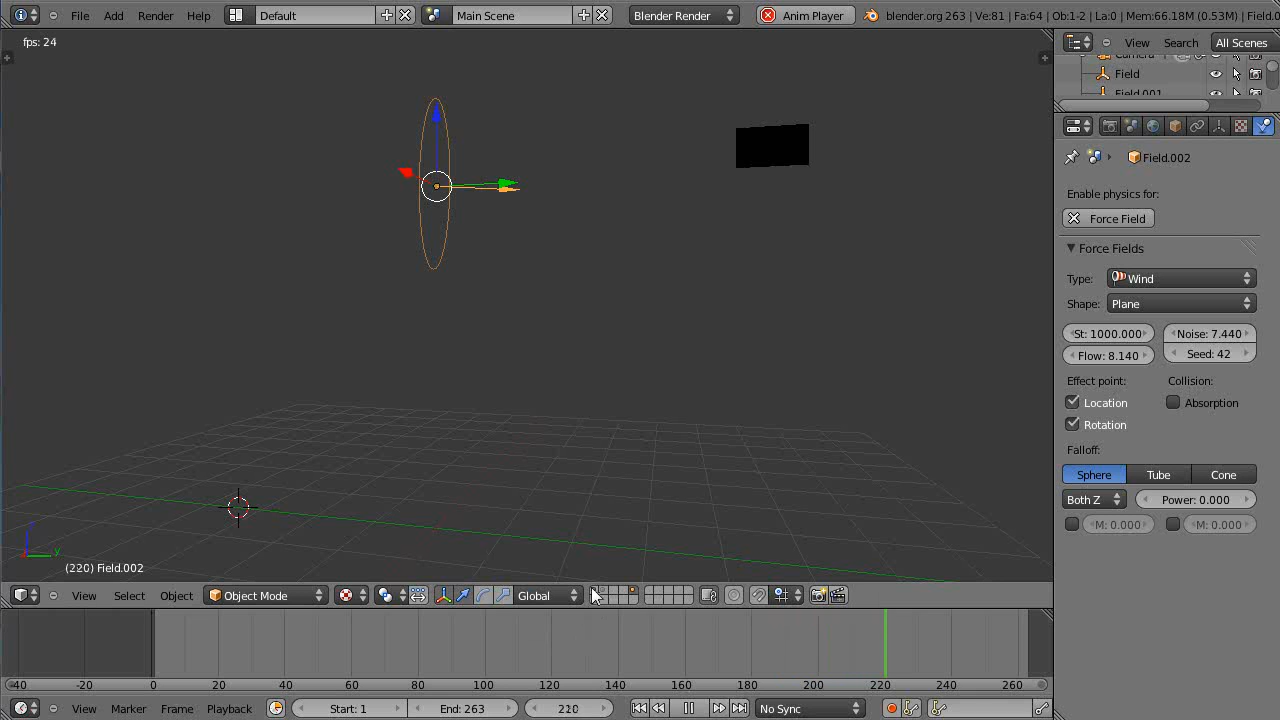 File Add Render Help Default Main Scene Blender Render Anim Player blender.org 263 | Ve:81 | Fa:64 | Ob:1-2 | La:0 | Mem:66.18M (0.53M) | Field.0
fps: 24
View Search All Scenes
Camera
Field
Field.001
Field.002
Enable physics for:
Force Field
Force Fields
Type: Wind
Shape: Plane
St: 1000.000 Noise: 7.440
Flow: 8.140 Seed: 42
Effect point: Collision:
Location Absorption
Rotation
Falloff:
Sphere Tube Cone
Both Z Power: 0.000
M: 0.000 M: 0.000
y
(220) Field.002
View Select Object Object Mode Global
-40 -20 0 20 40 60 80 100 120 140 160 180 200 220 240 260
View Marker Frame Playback Start: 1 End: 263 No Sync